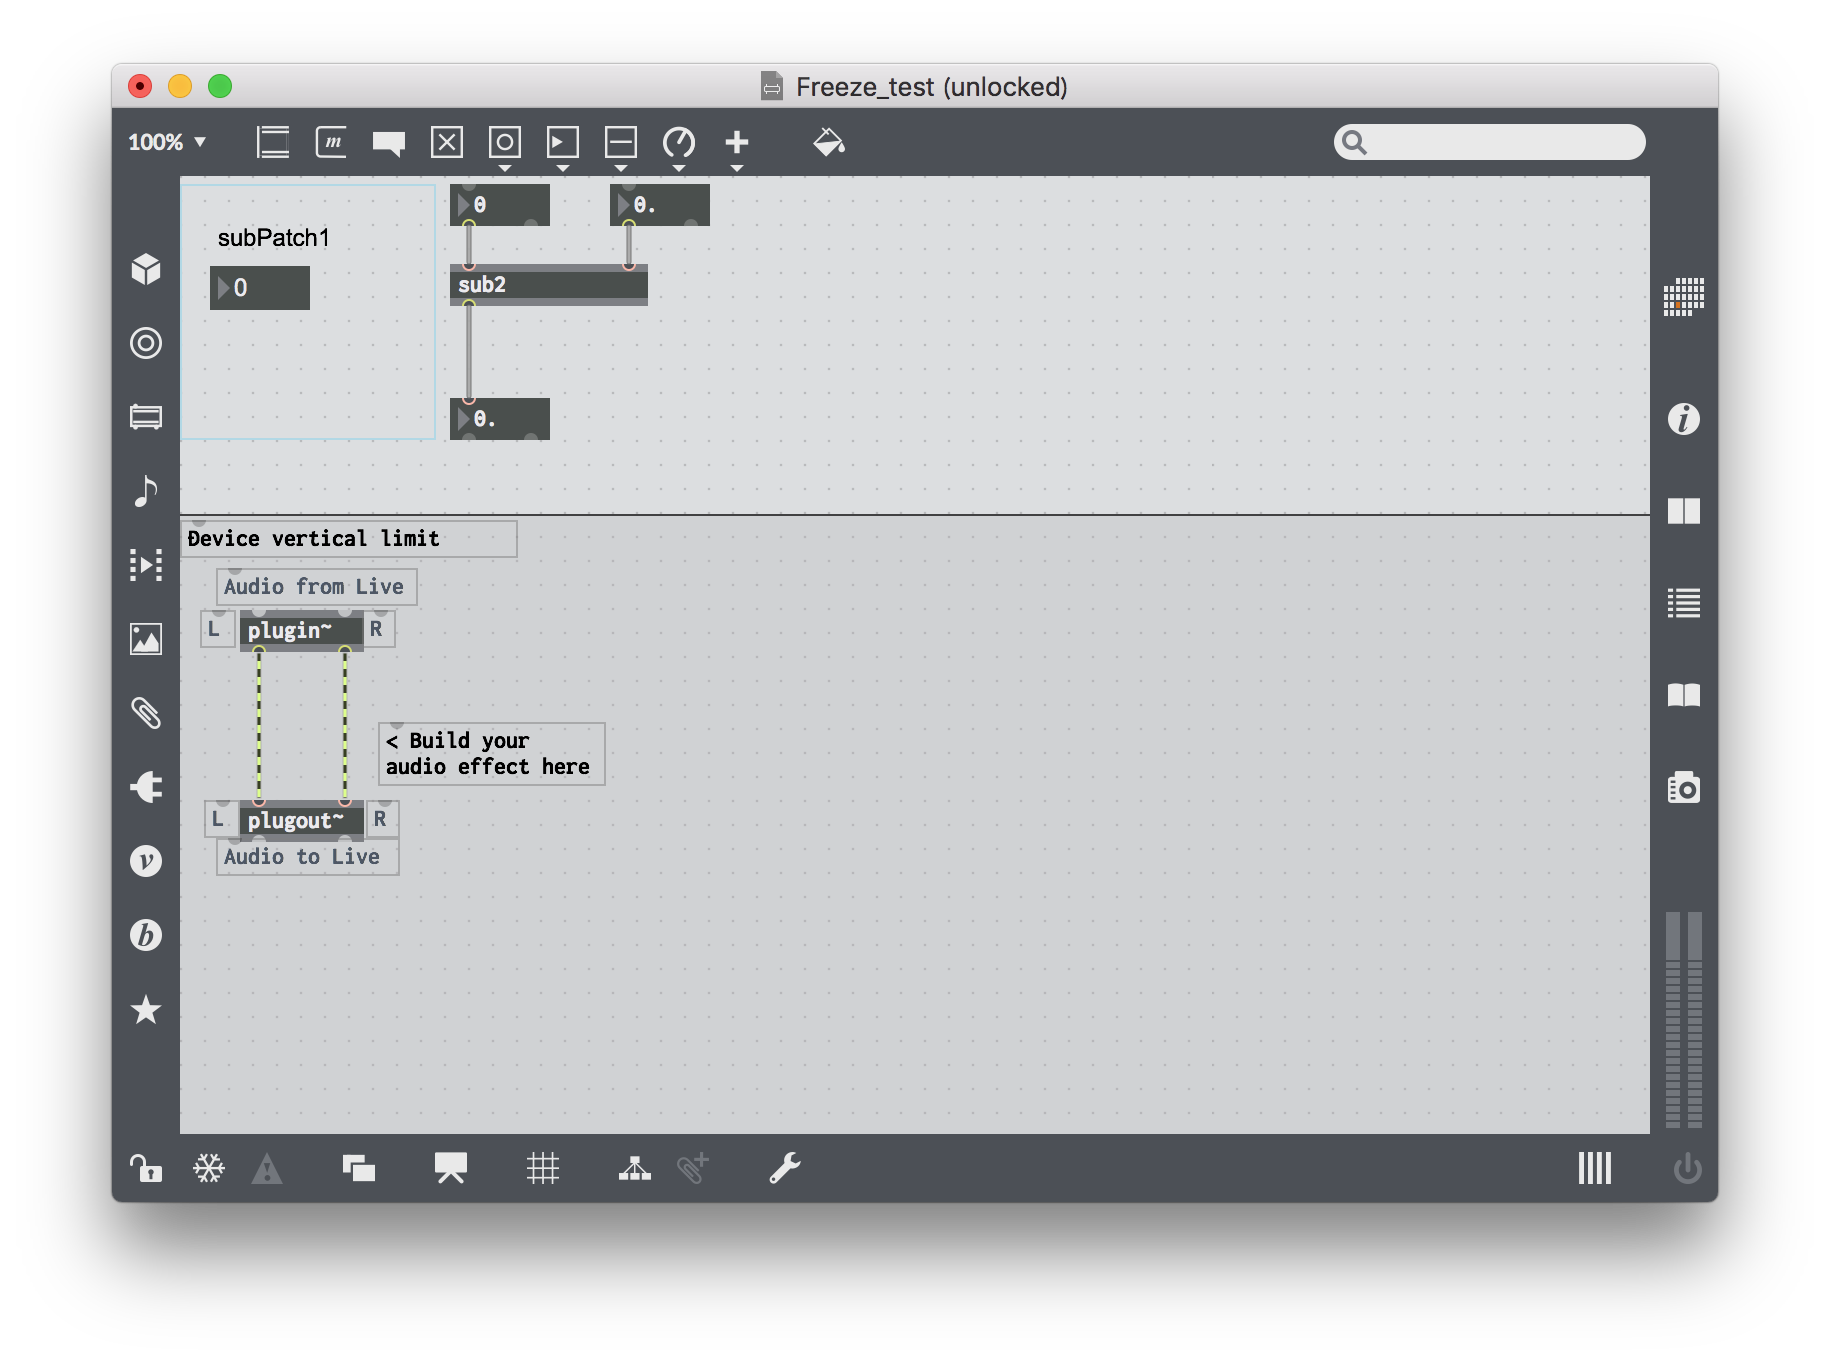 Freeze_test (unlocked)
100%
m
0
0.
subPatch1
0
sub2
0.
Device vertical limit
Audio from Live
L
plugin~
R
< Build your
audio effect here
L
plugout~
R
Audio to Live
i
v
b